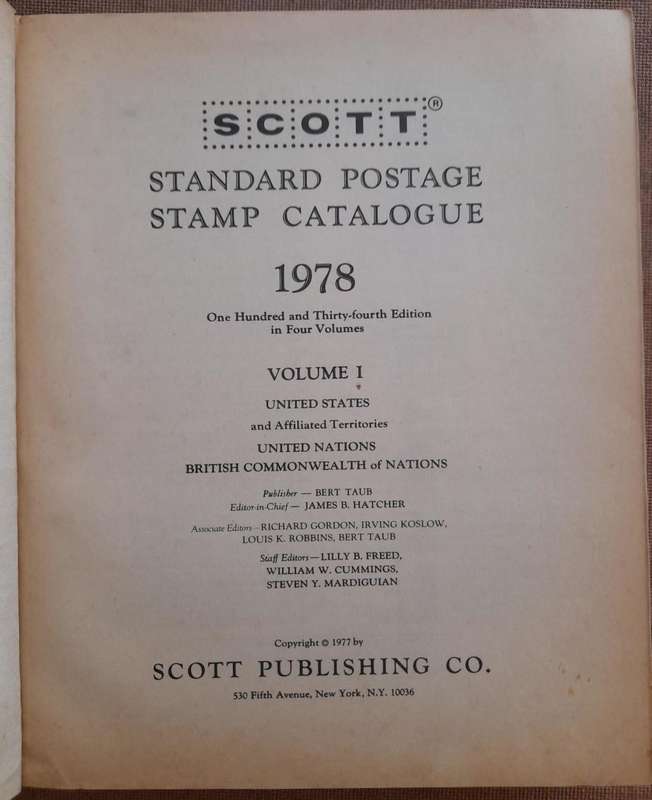 SCOTT®
STANDARD POSTAGE
STAMP CATALOGUE
1978
One Hundred and Thirty-fourth Edition
in Four Volumes
VOLUME I
UNITED STATES
and Affiliated Territories
UNITED NATIONS
BRITISH COMMONWEALTH of NATIONS
Publisher — BERT TAUB
Editor-in-Chief — JAMES B. HATCHER
Associate Editors – RICHARD GORDON, IRVING KOSLOW,
LOUIS K. ROBBINS, BERT TAUB
Staff Editors — LILLY B. FREED,
WILLIAM W. CUMMINGS,
STEVEN Y. MARDIGUIAN
Copyright © 1977 by
SCOTT PUBLISHING CO.
530 Fifth Avenue, New York, N.Y. 10036